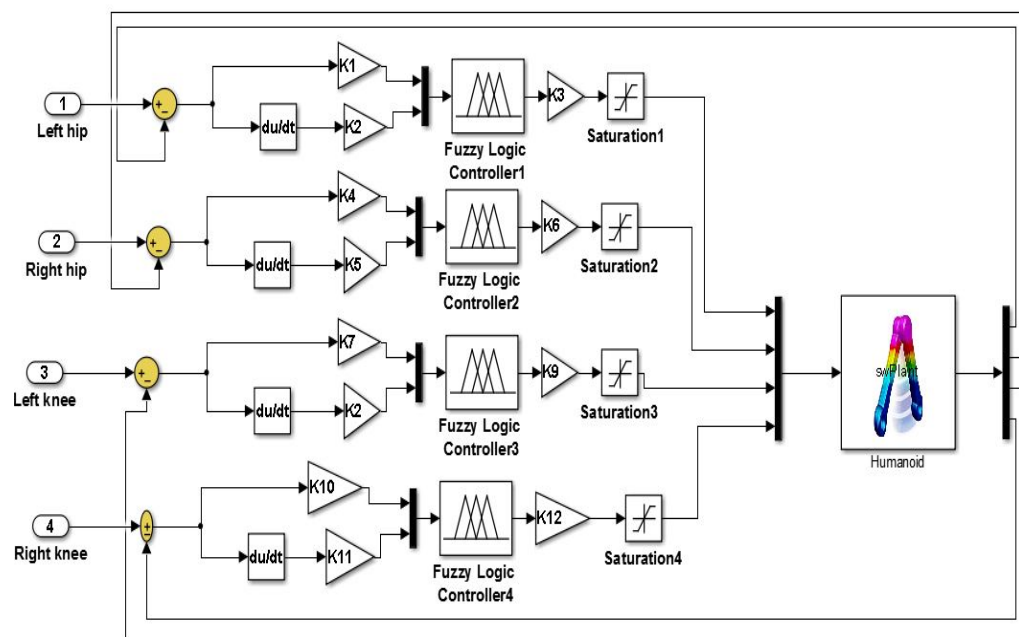 1
Left hip
+
−
du/dt
K1
K2
Fuzzy Logic
Controller1
K3
Saturation1
2
Right hip
+
−
du/dt
K4
K5
Fuzzy Logic
Controller2
K6
Saturation2
3
Left knee
+
−
du/dt
K7
K2
Fuzzy Logic
Controller3
K9
Saturation3
4
Right knee
+
−
du/dt
K10
K11
Fuzzy Logic
Controller4
K12
Saturation4
swPlant
Humanoid